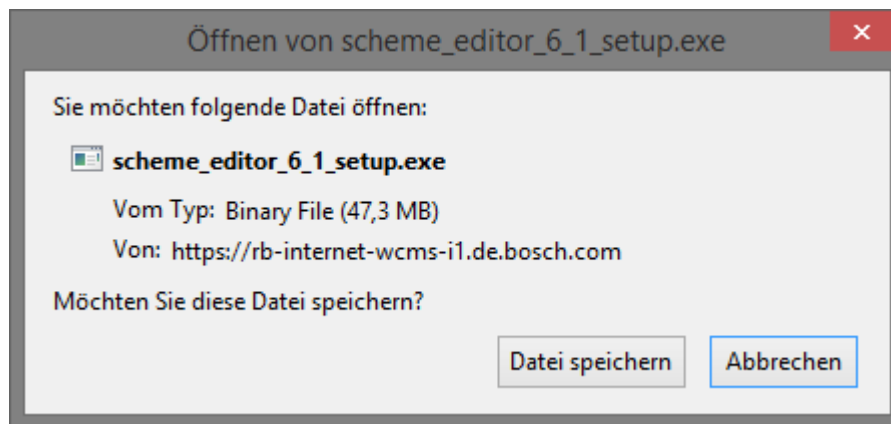 Öffnen von scheme_editor_6_1_setup.exe
Sie möchten folgende Datei öffnen:
scheme_editor_6_1_setup.exe
Vom Typ: Binary File (47,3 MB)
Von: https://rb-internet-wcms-i1.de.bosch.com
Möchten Sie diese Datei speichern?
Datei speichern Abbrechen